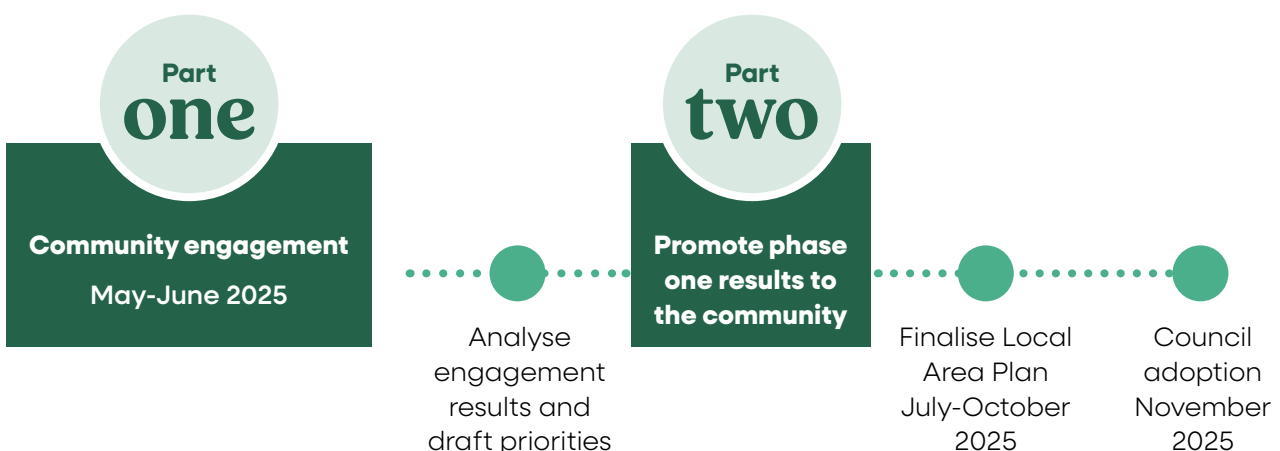 Part
one
Community engagement
May-June 2025
Analyse
engagement
results and
draft priorities
Part
two
Promote phase
one results to
the community
Finalise Local
Area Plan
July-October
2025
Council
adoption
November
2025